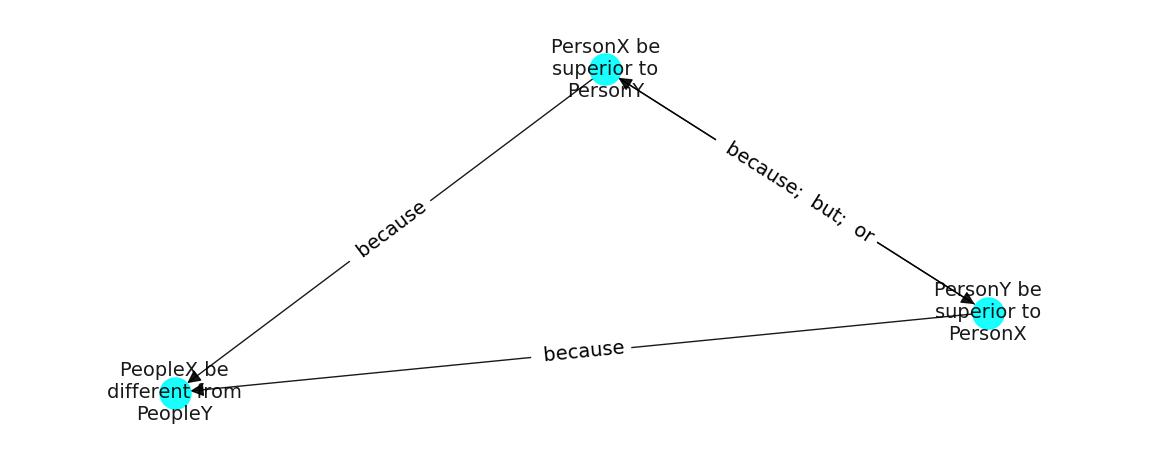 PersonX be
superior to
PersonY
because; but; or
because
PersonY be
superior to
PersonX
because
PeopleX be
different from
PeopleY